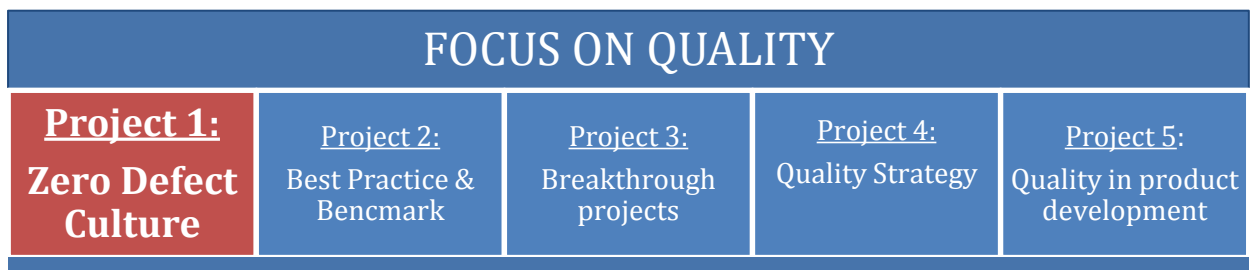 FOCUS ON QUALITY
Project 1:
Zero Defect
Culture
Project 2:
Best Practice &
Bencmark
Project 3:
Breakthrough
projects
Project 4:
Quality Strategy
Project 5:
Quality in product
development